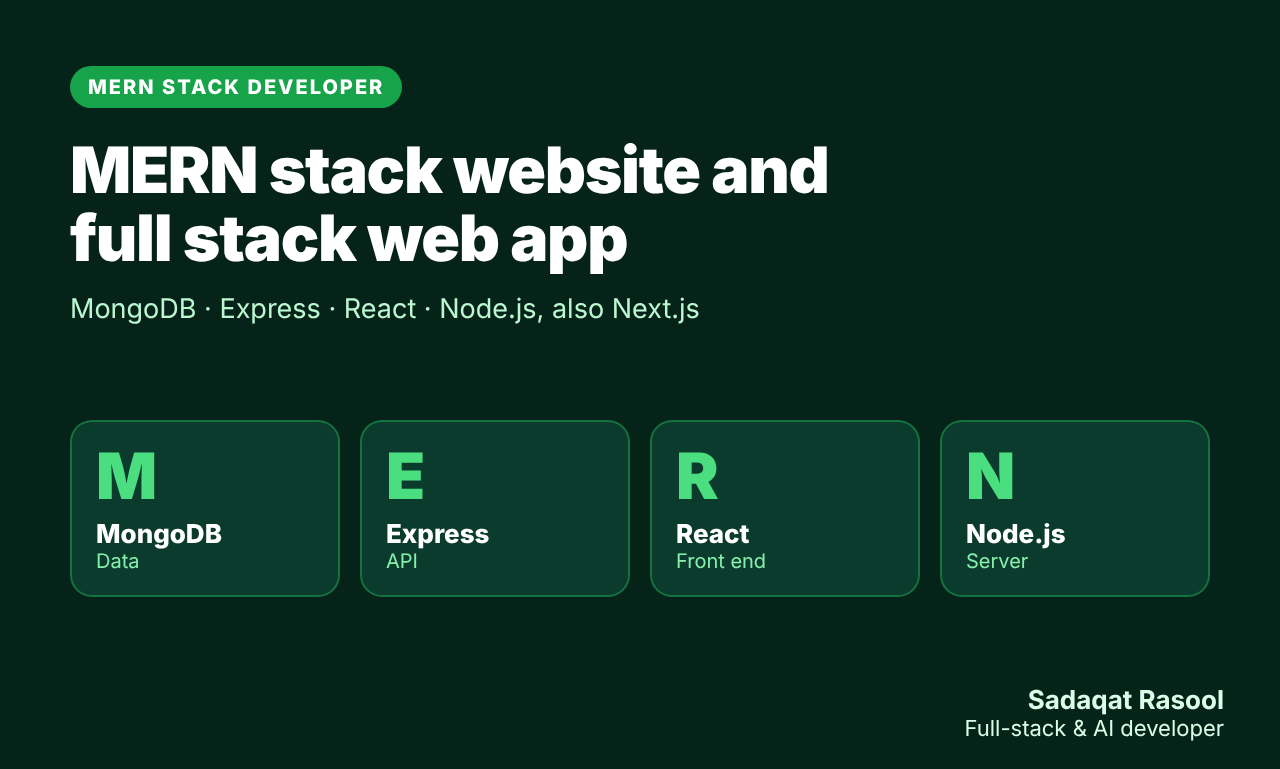 MERN STACK DEVELOPER
MERN stack website and
full stack web app
MongoDB · Express · React · Node.js, also Next.js
M
MongoDB
Data
E
Express
API
R
React
Front end
N
Node.js
Server
Sadaqat Rasool
Full-stack & AI developer